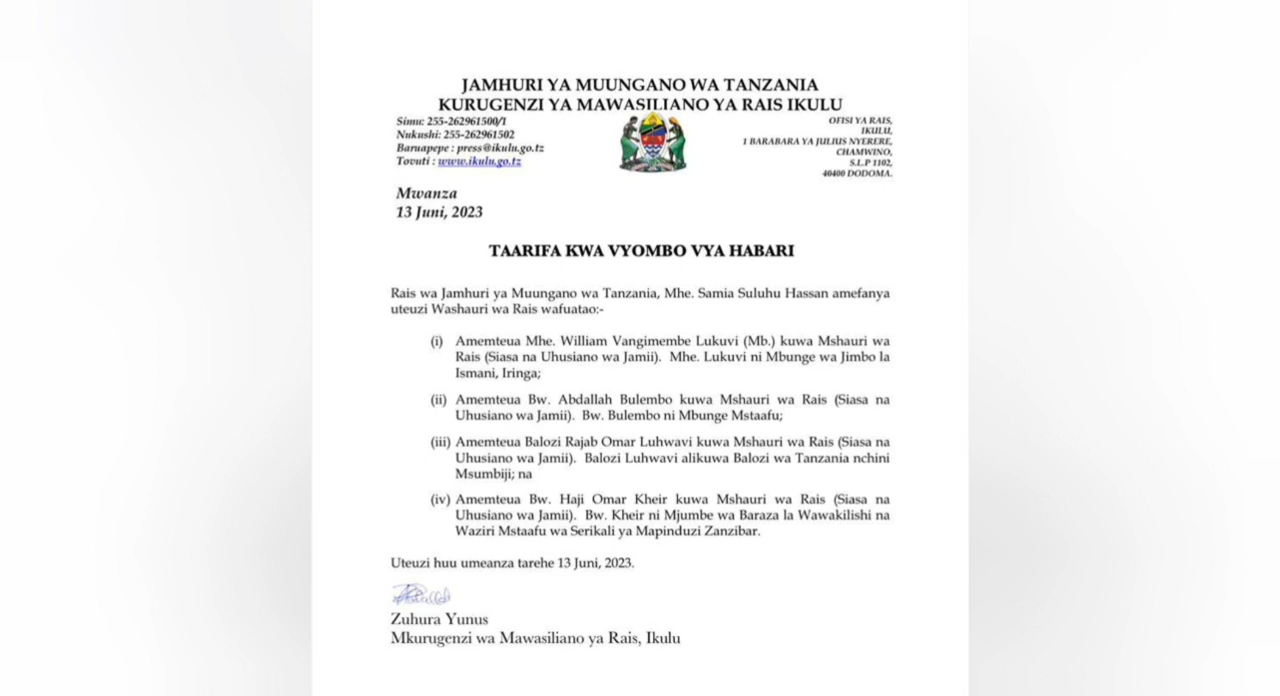 JAMHURI YA MUUNGANO WA TANZANIA
KURUGENZI YA MAWASILIANO YA RAIS IKULU
Simu: 255-262961500/1
Nukushi: 255-262961502
Baruapepe : press@ikulu.go.tz
Tovuti : www.ikulu.go.tz
OFISI YA RAIS,
IKULU,
1 BARABARA YA JULIUS NYERERE,
CHAMWINO,
S.L.P 1102,
40400 DODOMA.
Mwanza
13 Juni, 2023
TAARIFA KWA VYOMBO VYA HABARI
Rais wa Jamhuri ya Muungano wa Tanzania, Mhe. Samia Suluhu Hassan amefanya
uteuzi Washauri wa Rais wafuatao:-
(i) Amemteua Mhe. William Vangimembe Lukuvi (Mb.) kuwa Mshauri wa
Rais (Siasa na Uhusiano wa Jamii). Mhe. Lukuvi ni Mbunge wa Jimbo la
Ismani, Iringa;
(ii) Amemteua Bw. Abdallah Bulembo kuwa Mshauri wa Rais (Siasa na
Uhusiano wa Jamii). Bw. Bulembo ni Mbunge Mstaafu;
(iii) Amemteua Balozi Rajab Omar Luhwavi kuwa Mshauri wa Rais (Siasa na
Uhusiano wa Jamii). Balozi Luhwavi alikuwa Balozi wa Tanzania nchini
Msumbiji; na
(iv) Amemteua Bw. Haji Omar Kheir kuwa Mshauri wa Rais (Siasa na
Uhusiano wa Jamii). Bw. Kheir ni Mjumbe wa Baraza la Wawakilishi na
Waziri Mstaafu wa Serikali ya Mapinduzi Zanzibar.
Uteuzi huu umeanza tarehe 13 Juni, 2023.
Zuhura Yunus
Mkurugenzi wa Mawasiliano ya Rais, Ikulu